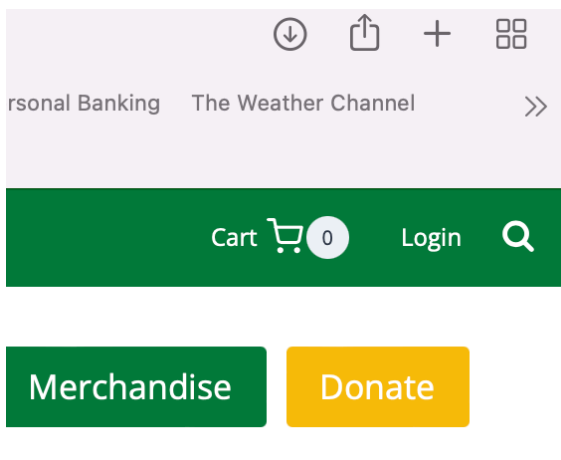 rsonal Banking The Weather Channel
Cart 0 Login
Merchandise Donate